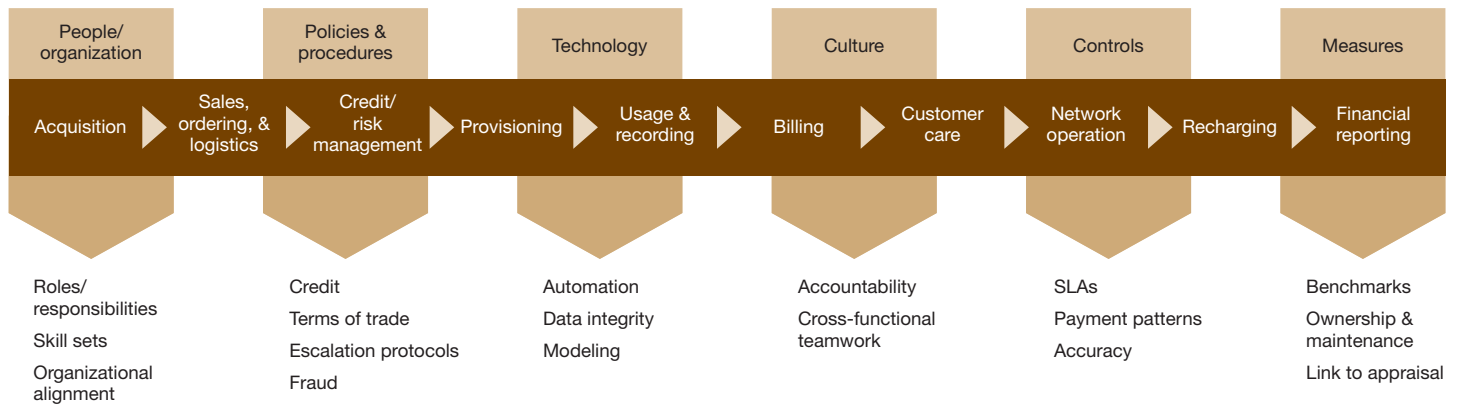 People/
organization
Policies &
procedures
Technology
Culture
Controls
Measures
Acquisition
Sales,
ordering, &
logistics
Credit/
risk
management
Provisioning
Usage &
recording
Billing
Customer
care
Network
operation
Recharging
Financial
reporting
Roles/
responsibilities
Skill sets
Organizational
alignment
Credit
Terms of trade
Escalation protocols
Fraud
Automation
Data integrity
Modeling
Accountability
Cross-functional
teamwork
SLAs
Payment patterns
Accuracy
Benchmarks
Ownership &
maintenance
Link to appraisal